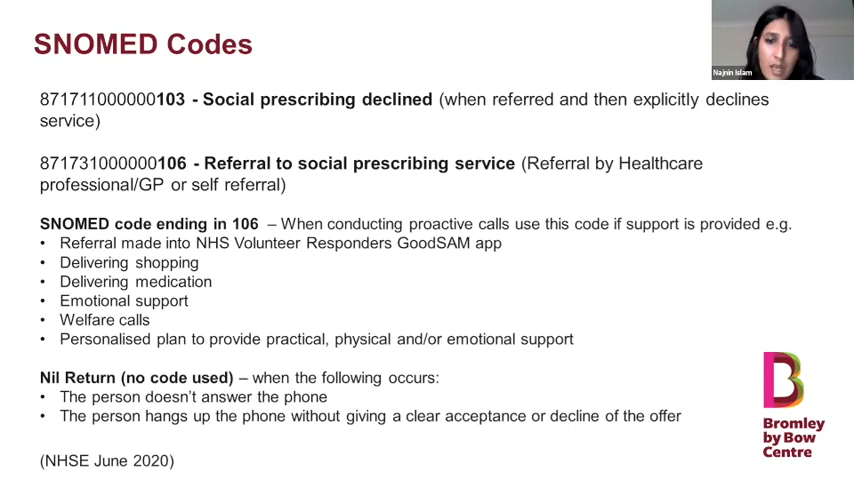 SNOMED Codes
Najnin Islam
871711000000103 - Social prescribing declined (when referred and then explicitly declines
service)
871731000000106 - Referral to social prescribing service (Referral by Healthcare
professional/GP or self referral)
SNOMED code ending in 106 – When conducting proactive calls use this code if support is provided e.g.
• Referral made into NHS Volunteer Responders GoodSAM app
• Delivering shopping
• Delivering medication
• Emotional support
• Welfare calls
• Personalised plan to provide practical, physical and/or emotional support
Nil Return (no code used) – when the following occurs:
• The person doesn’t answer the phone
• The person hangs up the phone without giving a clear acceptance or decline of the offer
(NHSE June 2020)
B
Bromley
by Bow
Centre